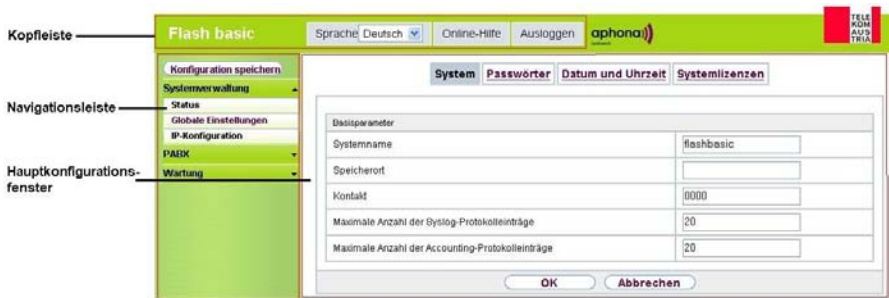 Kopfleiste
Flash basic
Sprache Deutsch
Online-Hilfe
Ausloggen
aphona
TELE
KOM
AUS
TRIA
Konfiguration speichern
System Passwörter Datum und Uhrzeit Systemlizenzen
Systemverwaltung
Navigationsleiste
Status
Globale Einstellungen
IP-Konfiguration
PABX
Wartung
Hauptkonfigurations-
fenster
Basisparameter
Systemname flashbasic
Speicherort
Kontakt 0000
Maximale Anzahl der Syslog-Protokolleinträge 20
Maximale Anzahl der Accounting-Protokolleinträge 20
OK Abbrechen